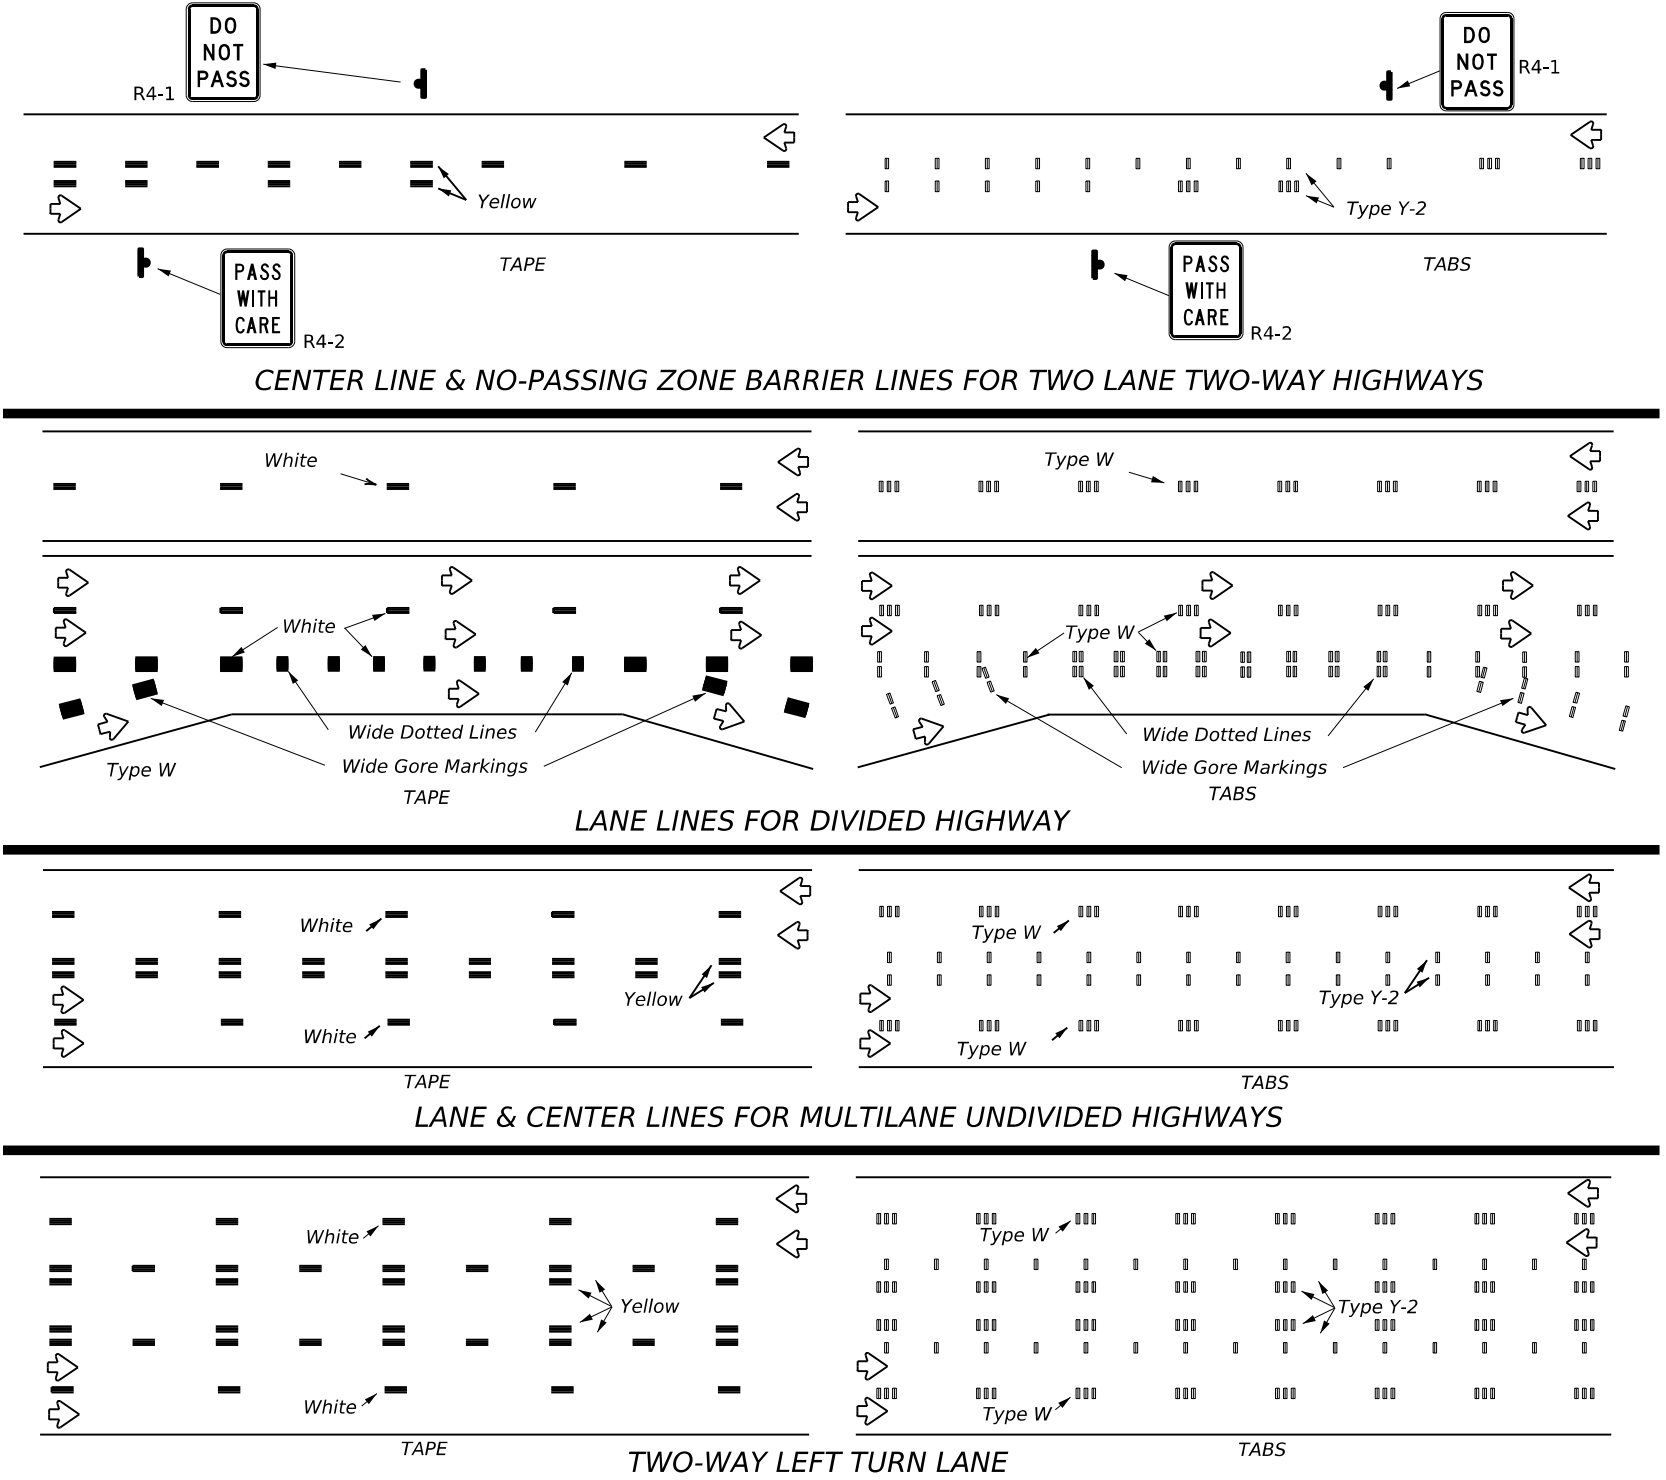 DO
NOT
PASS
R4-1
Yellow
PASS
WITH
CARE
R4-2
TAPE
DO
NOT
PASS
R4-1
Type Y-2
PASS
WITH
CARE
R4-2
TABS
CENTER LINE & NO-PASSING ZONE BARRIER LINES FOR TWO LANE TWO-WAY HIGHWAYS
White
White
Wide Dotted Lines
Wide Gore Markings
Type W
TAPE
Type W
Type W
Wide Dotted Lines
Wide Gore Markings
TABS
LANE LINES FOR DIVIDED HIGHWAY
White
Yellow
White
TAPE
Type W
Type Y-2
Type W
TABS
LANE & CENTER LINES FOR MULTILANE UNDIVIDED HIGHWAYS
White
Yellow
White
TAPE
Type W
Type Y-2
Type W
TABS
TWO-WAY LEFT TURN LANE